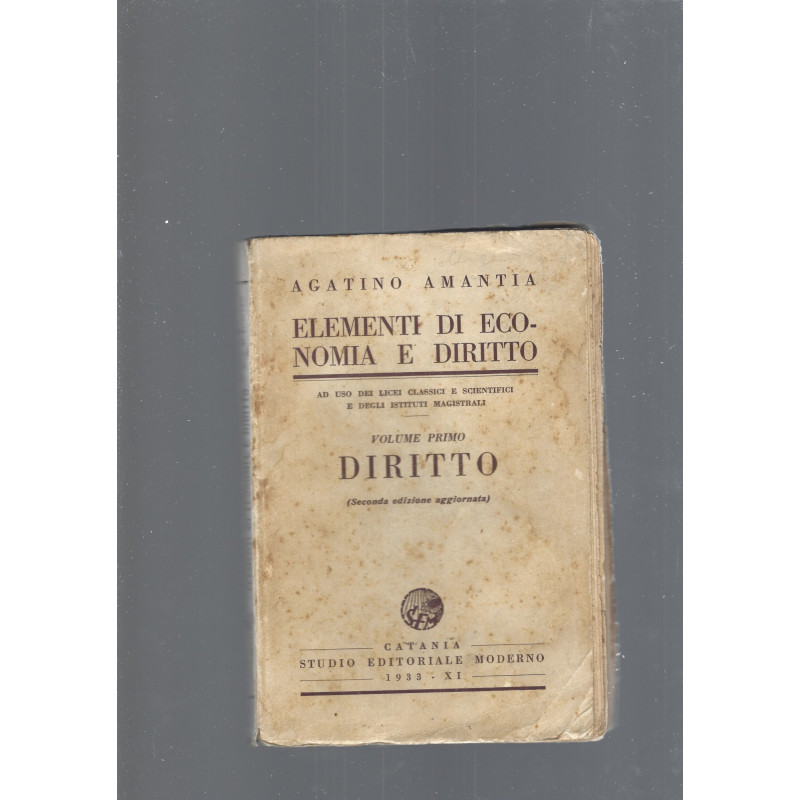 AGATINO AMANTIA
ELEMENTI DI ECO-
NOMIA E DIRITTO
AD USO DEI LICEI CLASSICI E SCIENTIFICI
E DEGLI ISTITUTI MAGISTRALI
VOLUME PRIMO
DIRITTO
(Seconda edizione aggiornata)
CATANIA
STUDIO EDITORIALE MODERNO
1933 - XI